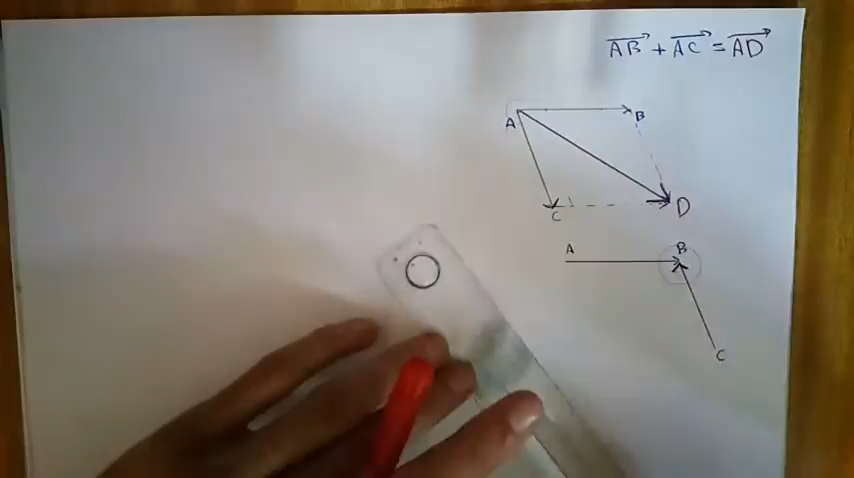 AB + AC = AD
A B
C D
A B
C